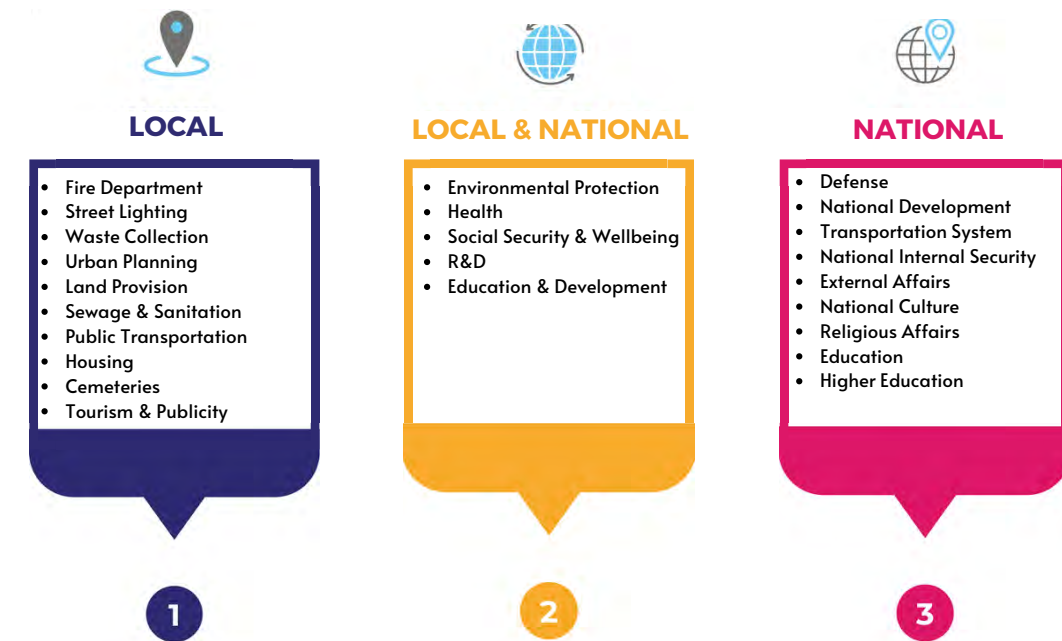 LOCAL
• Fire Department
• Street Lighting
• Waste Collection
• Urban Planning
• Land Provision
• Sewage & Sanitation
• Public Transportation
• Housing
• Cemeteries
• Tourism & Publicity
1
LOCAL & NATIONAL
• Environmental Protection
• Health
• Social Security & Wellbeing
• R&D
• Education & Development
2
NATIONAL
• Defense
• National Development
• Transportation System
• National Internal Security
• External Affairs
• National Culture
• Religious Affairs
• Education
• Higher Education
3